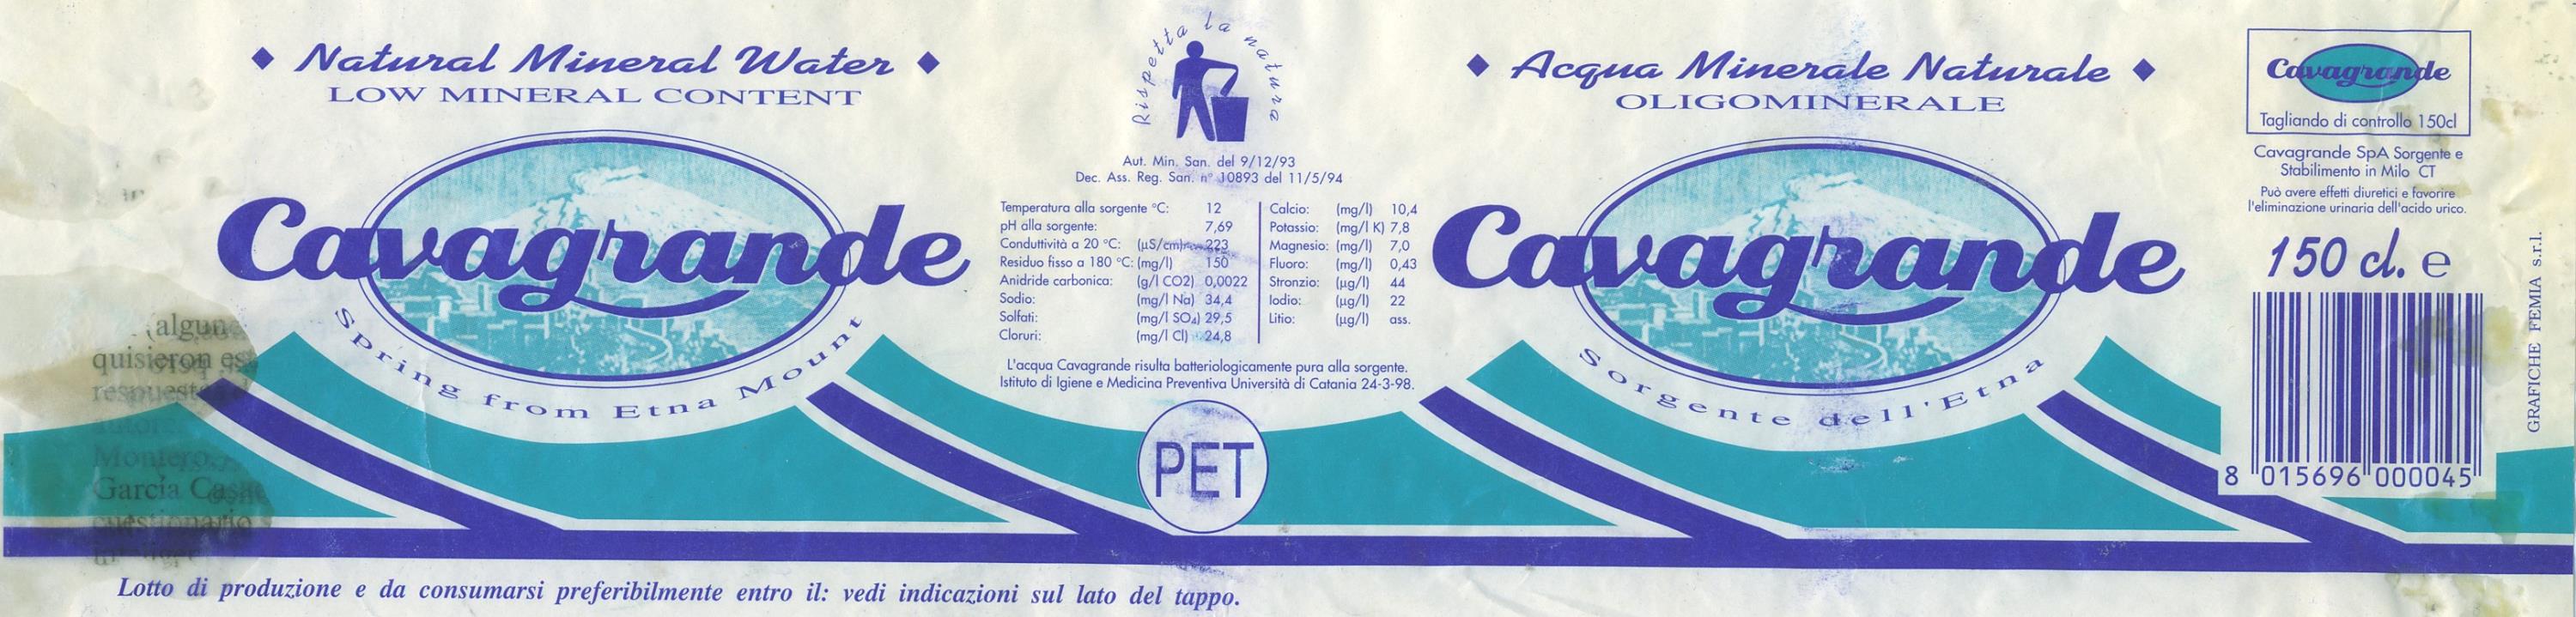 Natural Mineral Water
LOW MINERAL CONTENT
Cavagrande
Spring from Etna Mount
(algun
quisieron es
respuest
Montero
García Casa
cuestionario
Rispetta la natura
Aut. Min. San. del 9/12/93
Dec. Ass. Reg. San. n° 10893 del 11/5/94
Temperatura alla sorgente °C: 12
pH alla sorgente: 7,69
Conduttività a 20 °C: (µS/cm) 223
Residuo fisso a 180 °C: (mg/l) 150
Anidride carbonica: (g/l CO2) 0,0022
Sodio: (mg/l Na) 34,4
Solfati: (mg/l SO4) 29,5
Cloruri: (mg/l Cl) 24,8
Calcio: (mg/l) 10,4
Potassio: (mg/l K) 7,8
Magnesio: (mg/l) 7,0
Fluoro: (mg/l) 0,43
Stronzio: (µg/l) 44
Iodio: (µg/l) 22
Litio: (µg/l) ass.
L'acqua Cavagrande risulta batteriologicamente pura alla sorgente.
Istituto di Igiene e Medicina Preventiva Università di Catania 24-3-98.
PET
Acqua Minerale Naturale
OLIGOMINERALE
Cavagrande
Sorgente dell'Etna
Cavagrande
Tagliando di controllo 150cl
Cavagrande SpA Sorgente e
Stabilimento in Milo CT
Può avere effetti diuretici e favorire
l'eliminazione urinaria dell'acido urico.
150 cl. e
8 015696 000045
GRAFICHE FEMIA s.r.l.
Lotto di produzione e da consumarsi preferibilmente entro il: vedi indicazioni sul lato del tappo.